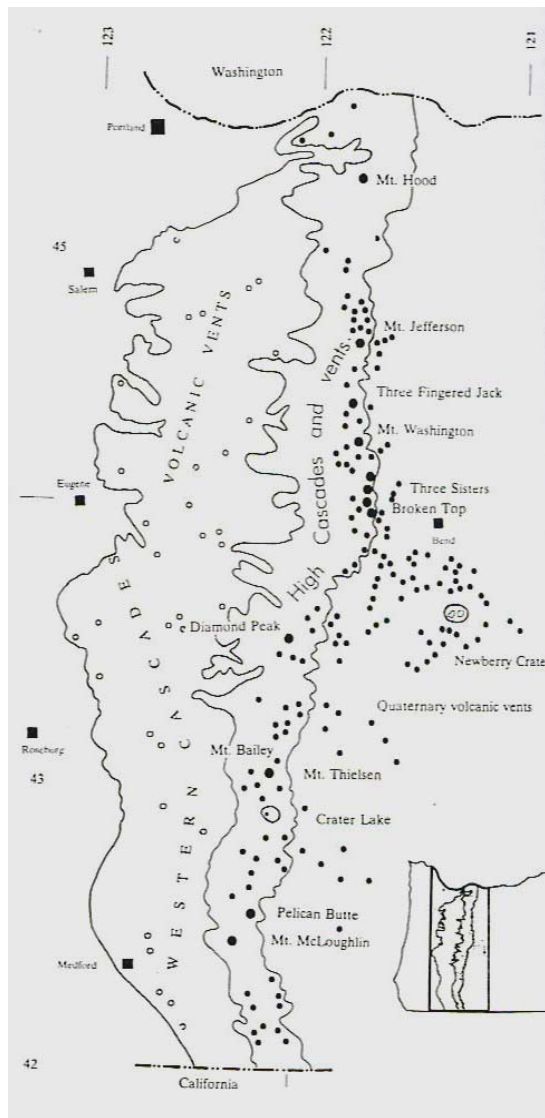 123
122
121
Washington
Portland
Mt. Hood
45
Salem
Mt. Jefferson
Three Fingered Jack
Mt. Washington
Eugene
Three Sisters
Broken Top
Bend
WESTERN CASCADES VOLCANIC VENTS
High Cascades and vents.
Diamond Peak
Newberry Crate
Quaternary volcanic vents
Roseburg
Mt. Bailey
Mt. Thielsen
43
Crater Lake
Pelican Butte
Mt. McLoughlin
Medford
42
California